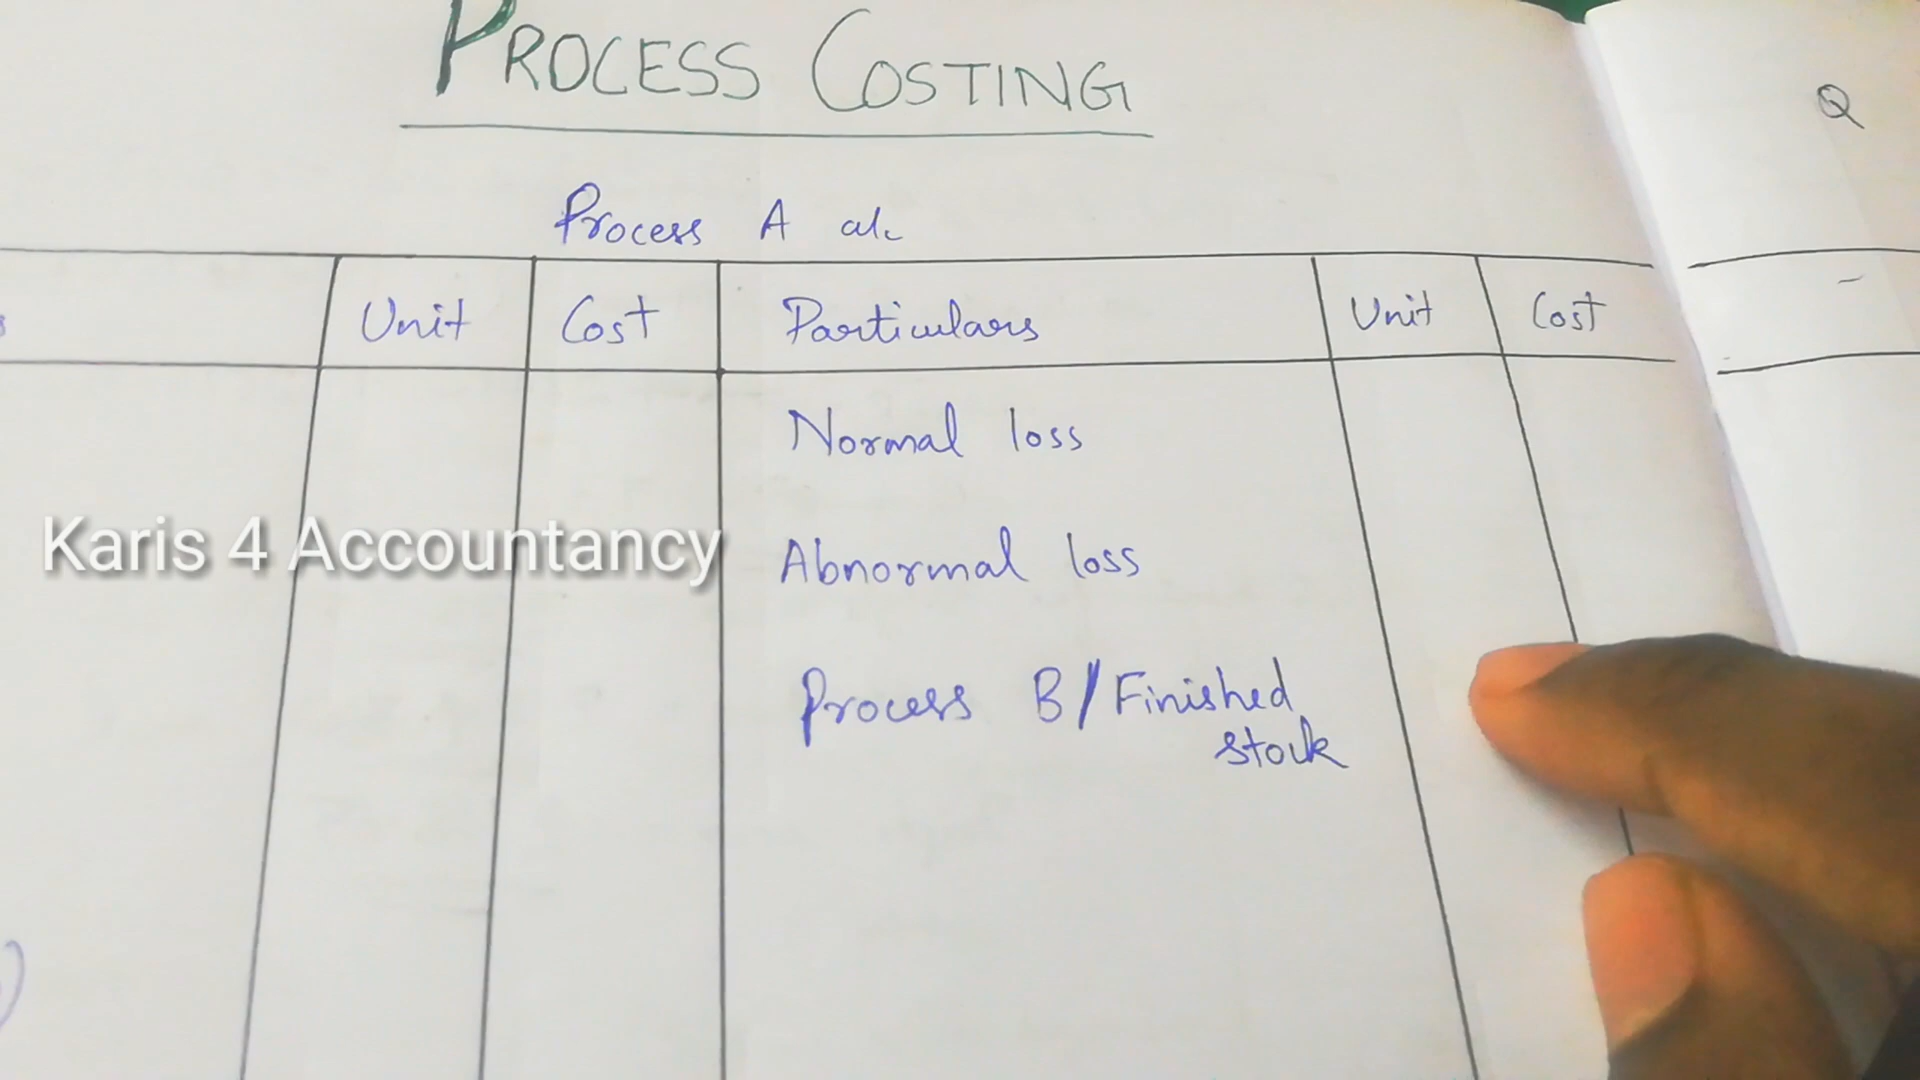 PROCESS COSTING
Q
Process A a/c
Unit Cost Particulars Unit Cost
Normal loss
Karis 4 Accountancy
Abnormal loss
Process B/Finished
stock